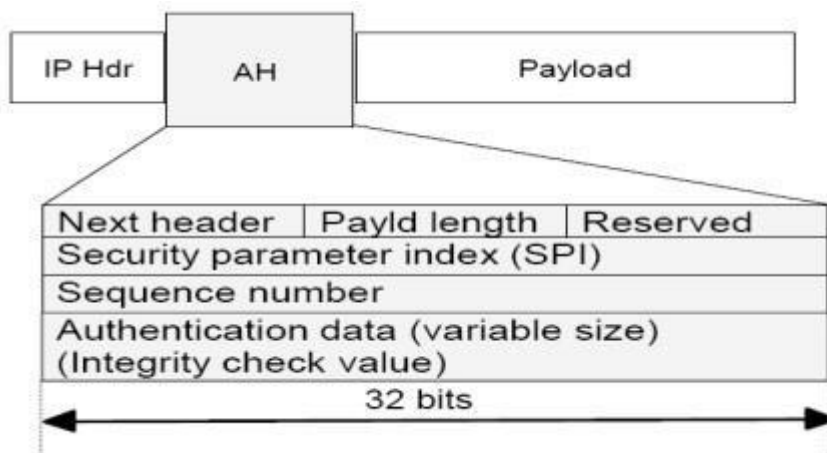 IP Hdr AH Payload
Next header Payld length Reserved
Security parameter index (SPI)
Sequence number
Authentication data (variable size)
(Integrity check value)
32 bits